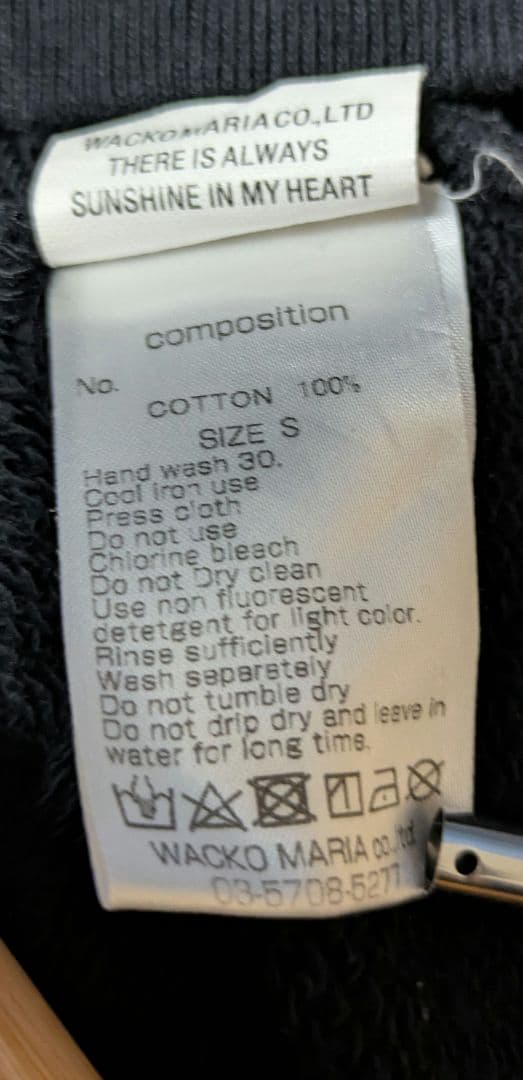 WACKO MARIA CO.,LTD
THERE IS ALWAYS
SUNSHINE IN MY HEART
composition
No.
COTTON 100%
SIZE S
Hand wash 30.
Cool iron use
Press cloth
Do not use
Chlorine bleach
Do not Dry clean
Use non fluorescent
detetgent for light color.
Rinse sufficiently
Wash separately
Do not tumble dry
Do not drip dry and leave in
water for long time.
WACKO MARIA co.,ltd.
03-5708-5277